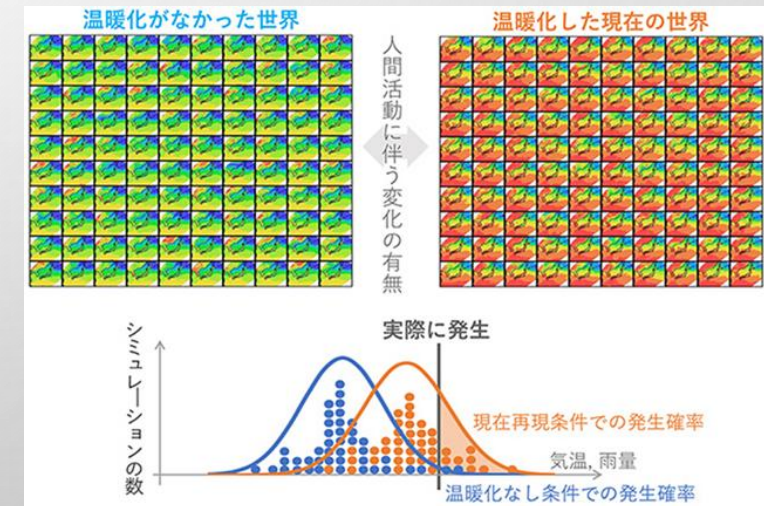 温暖化がなかった世界
温暖化した現在の世界
人間活動に伴う変化の有無
実際に発生
シミュレーションの数
現在再現条件での発生確率
気温, 雨量
温暖化なし条件での発生確率